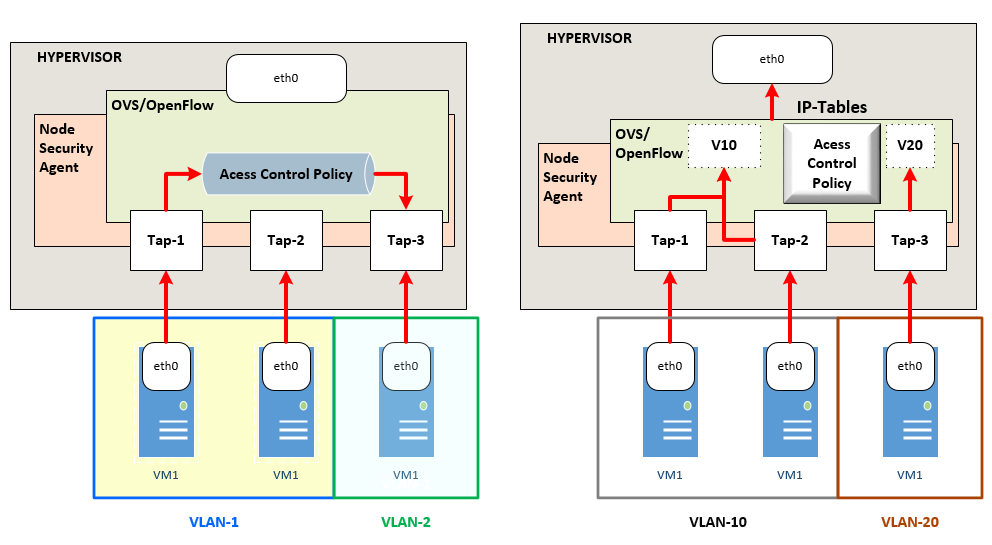 HYPERVISOR
eth0
OVS/OpenFlow
Node
Security
Agent
Acess Control Policy
Tap-1
Tap-2
Tap-3
eth0
eth0
eth0
VM1
VM1
VM1
VLAN-1
VLAN-2
HYPERVISOR
eth0
IP-Tables
OVS/
OpenFlow
V10
Acess
Control
Policy
V20
Node
Security
Agent
Tap-1
Tap-2
Tap-3
eth0
eth0
eth0
VM1
VM1
VM1
VLAN-10
VLAN-20